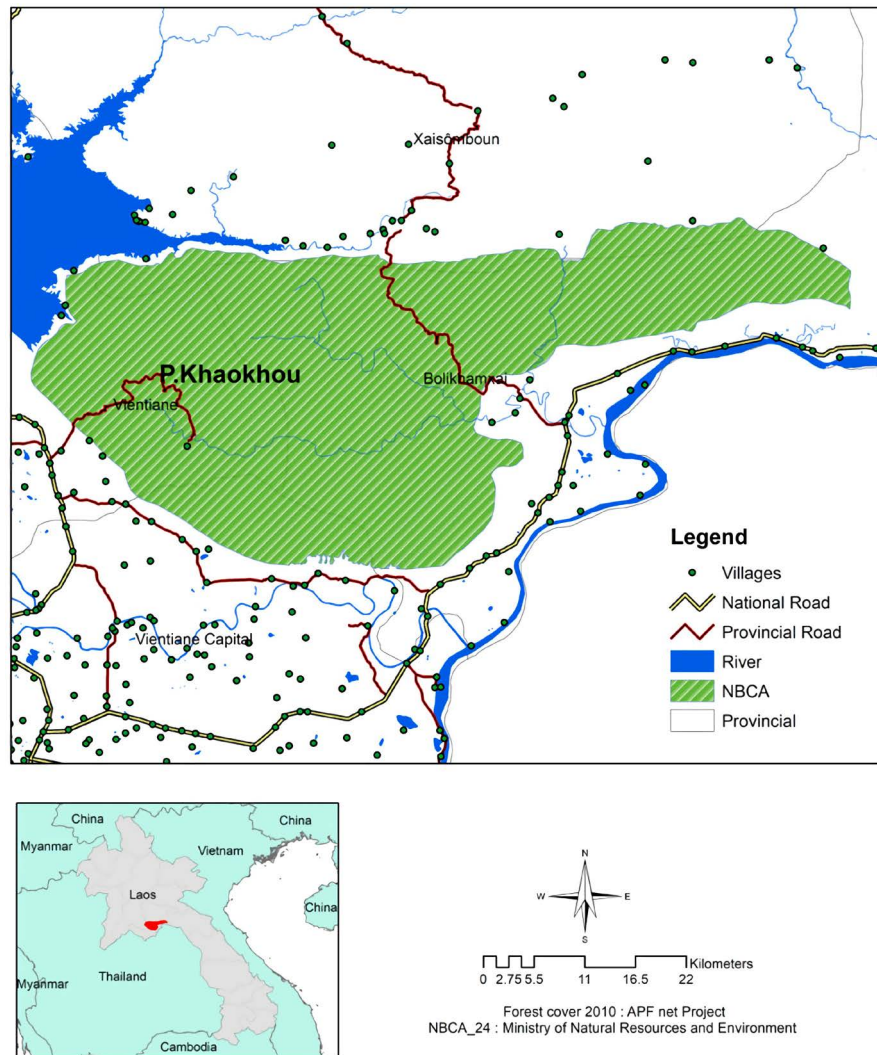 Xaisômboun
P.Khaokhou
Bolikhamxai
Vientiane
Vientiane Capital
Legend
Villages
National Road
Provincial Road
River
NBCA
Provincial
China
China
Myanmar
Vietnam
Laos
China
Thailand
Myanmar
Cambodia
N
W E
S
Kilometers
0 2.75 5.5 11 16.5 22
Forest cover 2010 : APF net Project
NBCA_24 : Ministry of Natural Resources and Environment